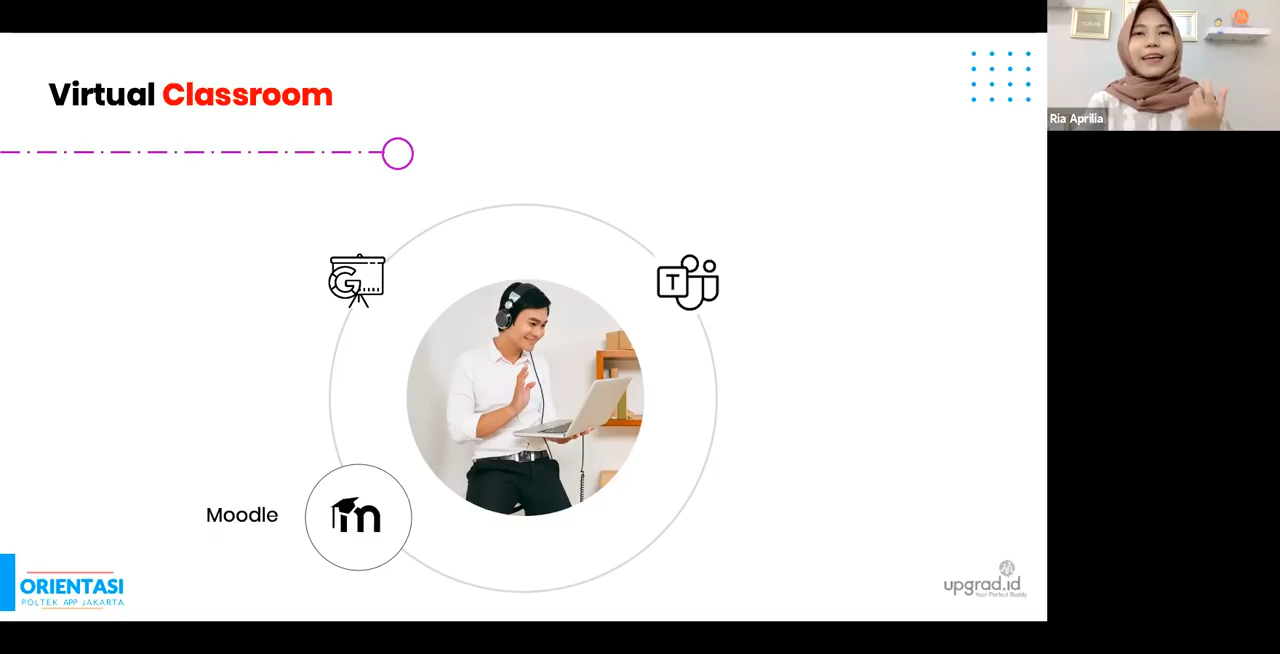 Virtual Classroom
Ria Aprilia
G
T
Moodle
m
ORIENTASI
POLTEK APP JAKARTA
upgrad.id
Your Perfect Buddy